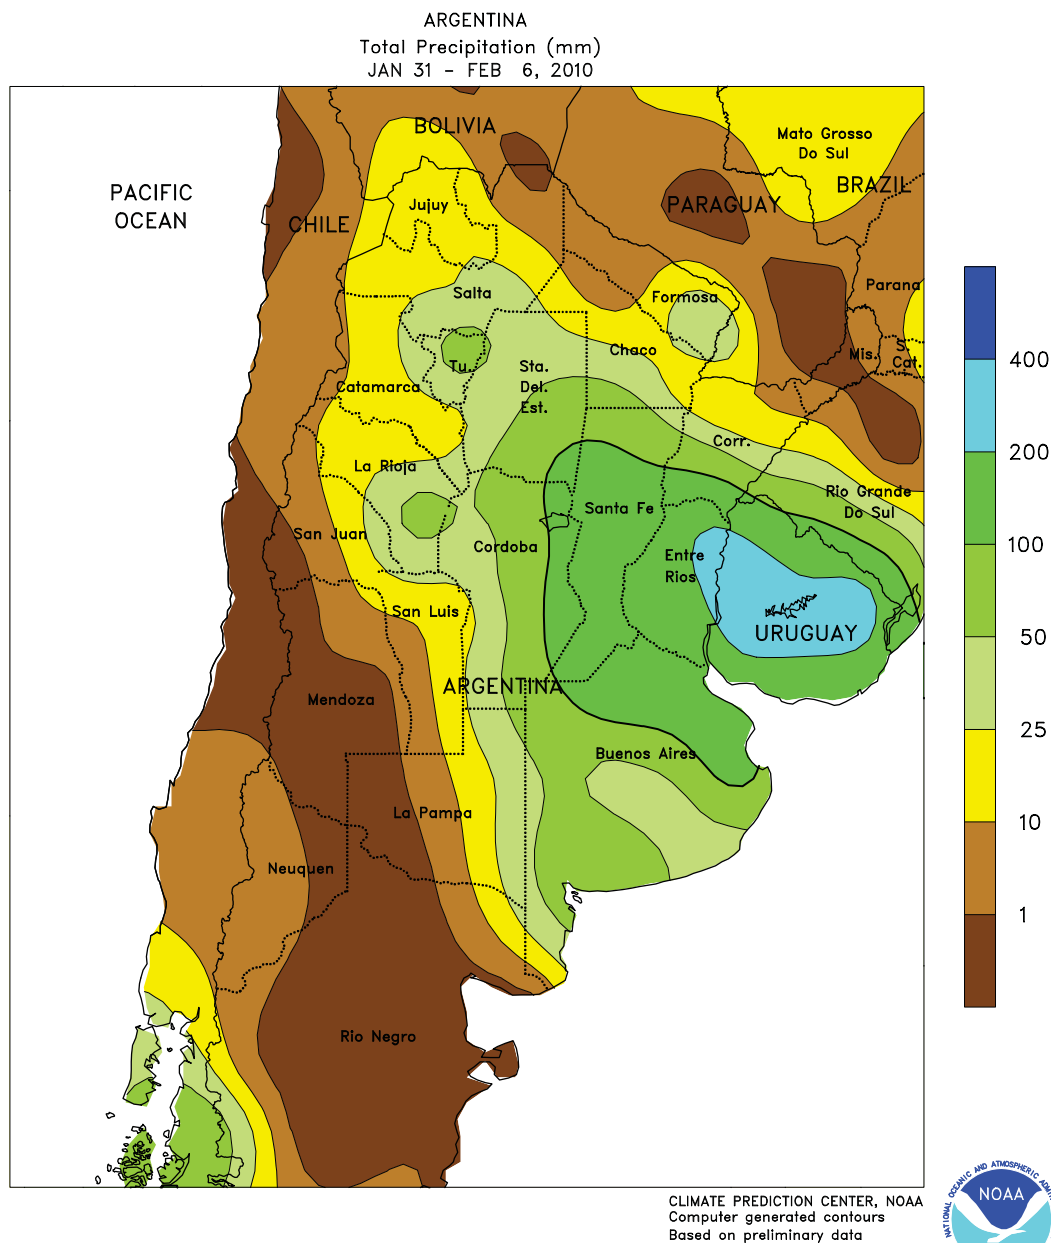 ARGENTINA
Total Precipitation (mm)
JAN 31 - FEB 6, 2010
BOLIVIA
Mato Grosso
Do Sul
PACIFIC
OCEAN
BRAZIL
PARAGUAY
Jujuy
CHILE
Parana
Salta
Formosa
Chaco
Mis.
S.
Cat.
Tu.
Sta.
Del.
Est.
Catamarca
Corr.
La Rioja
Rio Grande
Do Sul
Santa Fe
San Juan
Cordoba
Entre
Rios
San Luis
URUGUAY
ARGENTINA
Mendoza
Buenos Aires
La Pampa
Neuquen
Rio Negro
400
200
100
50
25
10
1
CLIMATE PREDICTION CENTER, NOAA
Computer generated contours
Based on preliminary data
NATIONAL OCEANIC AND ATMOSPHERIC ADMI
NOAA